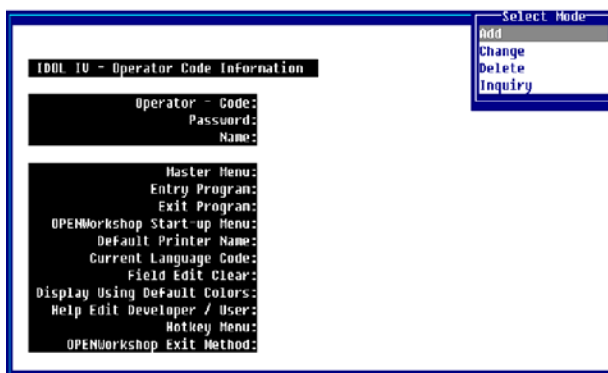 Select Mode
Add
Change
Delete
Inquiry
IDOL IV - Operator Code Information
Operator - Code:
Password:
Name:
Master Menu:
Entry Program:
Exit Program:
OPENWorkshop Start-up Menu:
Default Printer Name:
Current Language Code:
Field Edit Clear:
Display Using Default Colors:
Help Edit Developer / User:
Hotkey Menu:
OPENWorkshop Exit Method: